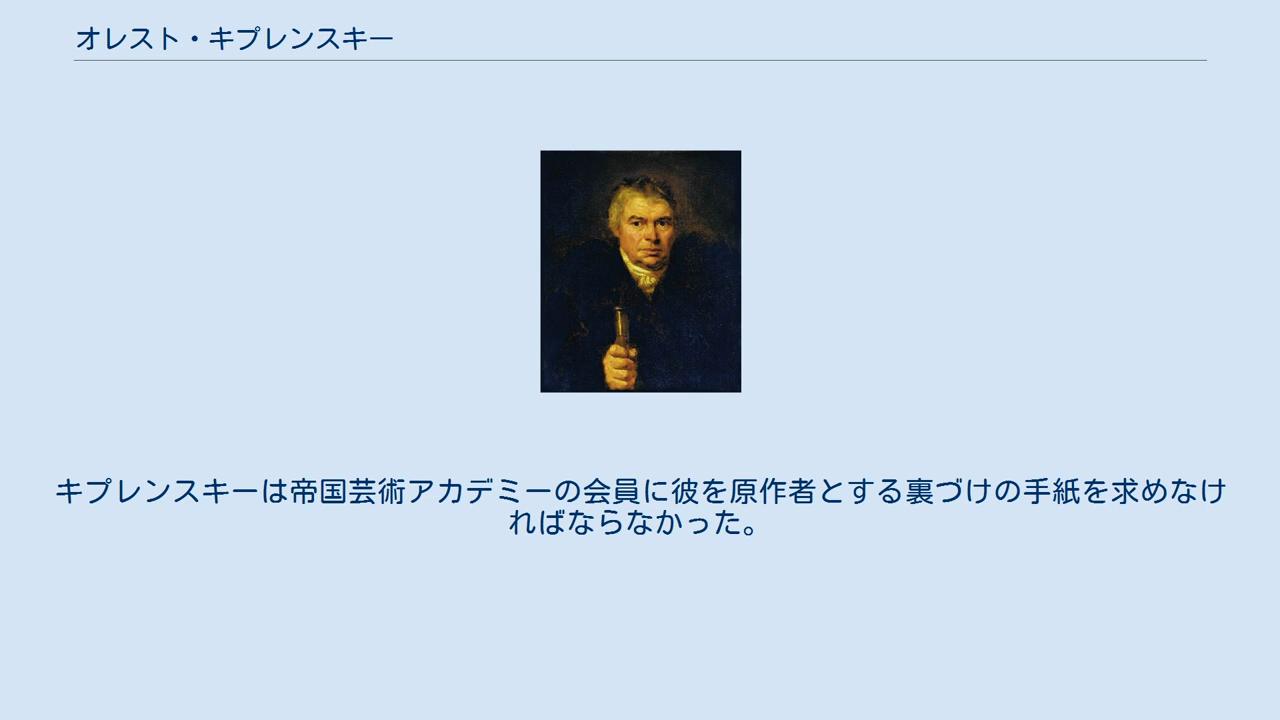 オレスト・キプレンスキー
キプレンスキーは帝国芸術アカデミーの会員に彼を原作者とする裏づけの手紙を求めなけ
ればならなかった。